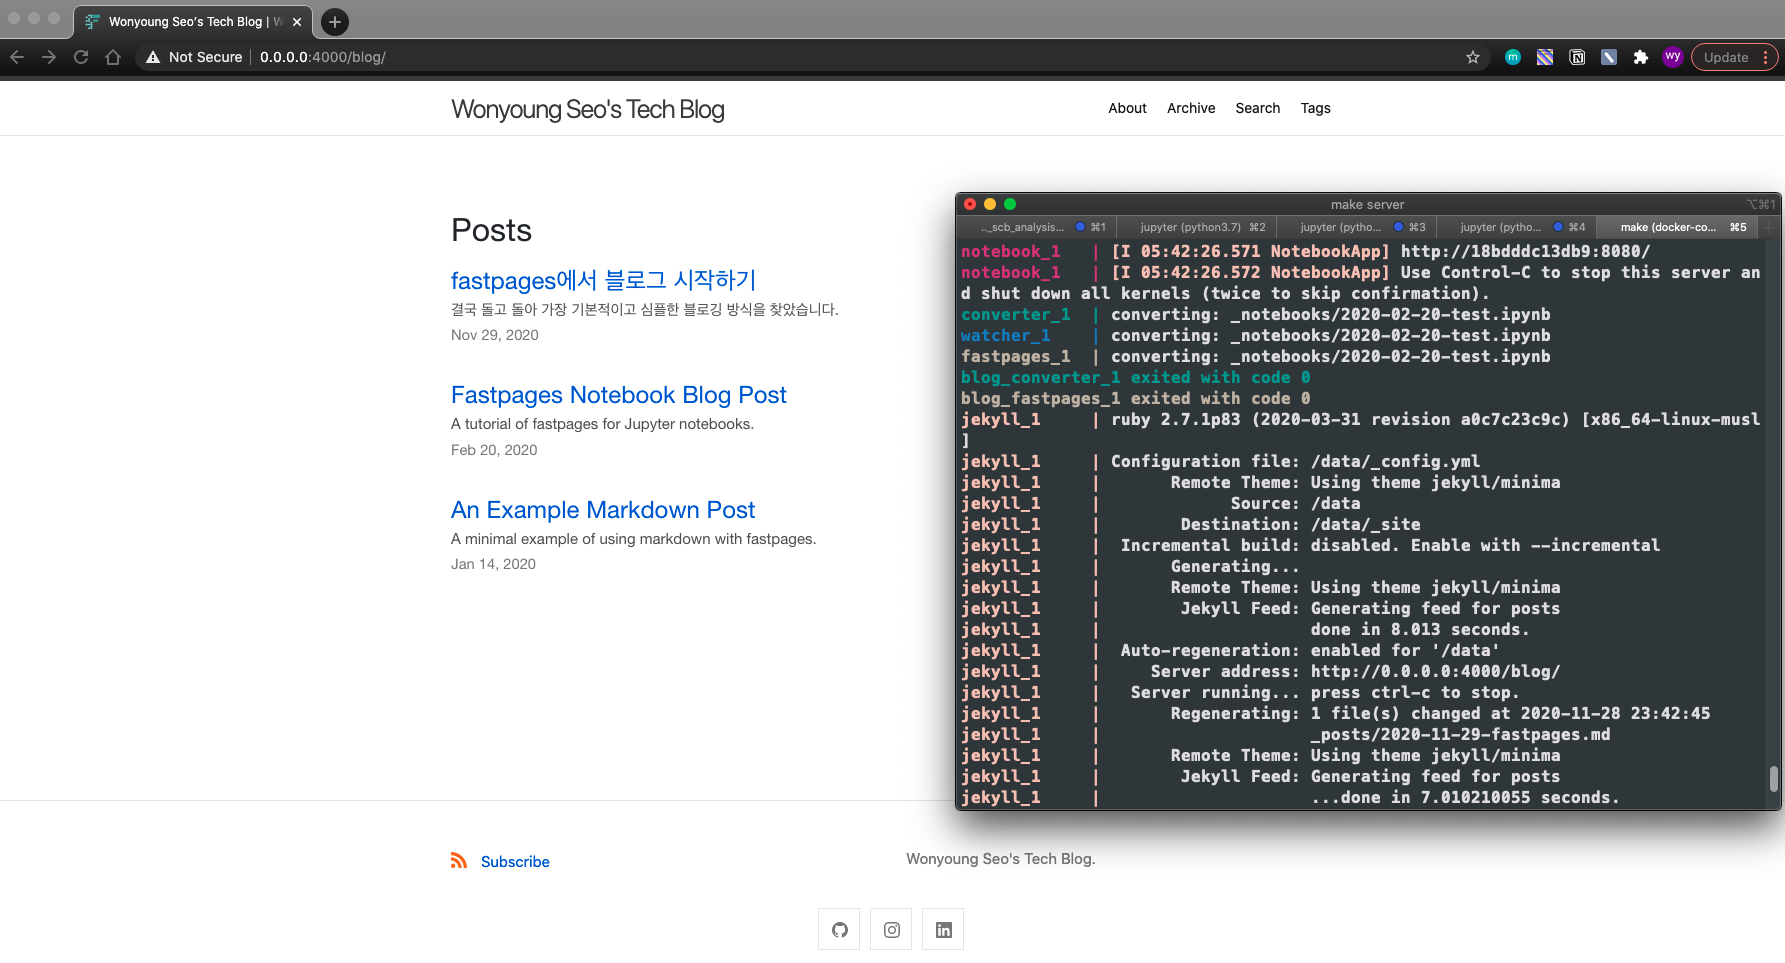 Wonyoung Seo's Tech Blog | W
Not Secure
0.0.0.0:4000/blog/
m
N
wy
Update
Wonyoung Seo's Tech Blog
About
Archive
Search
Tags
Posts
fastpages에서 블로그 시작하기
결국 돌고 돌아 가장 기본적이고 심플한 블로깅 방식을 찾았습니다.
Nov 29, 2020
Fastpages Notebook Blog Post
A tutorial of fastpages for Jupyter notebooks.
Feb 20, 2020
An Example Markdown Post
A minimal example of using markdown with fastpages.
Jan 14, 2020
make server
⌥⌘1
.._scb_analysis... ⌘1
jupyter (python3.7) ⌘2
jupyter (pytho... ⌘3
jupyter (pytho... ⌘4
make (docker-co... ⌘5
notebook_1   | [I 05:42:26.571 NotebookApp] http://18bdddc13db9:8080/
notebook_1   | [I 05:42:26.572 NotebookApp] Use Control-C to stop this server an
d shut down all kernels (twice to skip confirmation).
converter_1  | converting: _notebooks/2020-02-20-test.ipynb
watcher_1    | converting: _notebooks/2020-02-20-test.ipynb
fastpages_1  | converting: _notebooks/2020-02-20-test.ipynb
blog_converter_1 exited with code 0
blog_fastpages_1 exited with code 0
jekyll_1     | ruby 2.7.1p83 (2020-03-31 revision a0c7c23c9c) [x86_64-linux-musl
]
jekyll_1     | Configuration file: /data/_config.yml
jekyll_1     |       Remote Theme: Using theme jekyll/minima
jekyll_1     |             Source: /data
jekyll_1     |        Destination: /data/_site
jekyll_1     |  Incremental build: disabled. Enable with --incremental
jekyll_1     |       Generating...
jekyll_1     |       Remote Theme: Using theme jekyll/minima
jekyll_1     |        Jekyll Feed: Generating feed for posts
jekyll_1     |                     done in 8.013 seconds.
jekyll_1     |  Auto-regeneration: enabled for '/data'
jekyll_1     |     Server address: http://0.0.0.0:4000/blog/
jekyll_1     |   Server running... press ctrl-c to stop.
jekyll_1     |       Regenerating: 1 file(s) changed at 2020-11-28 23:42:45
jekyll_1     |                     _posts/2020-11-29-fastpages.md
jekyll_1     |       Remote Theme: Using theme jekyll/minima
jekyll_1     |        Jekyll Feed: Generating feed for posts
jekyll_1     |                     ...done in 7.010210055 seconds.
Subscribe
Wonyoung Seo's Tech Blog.
in